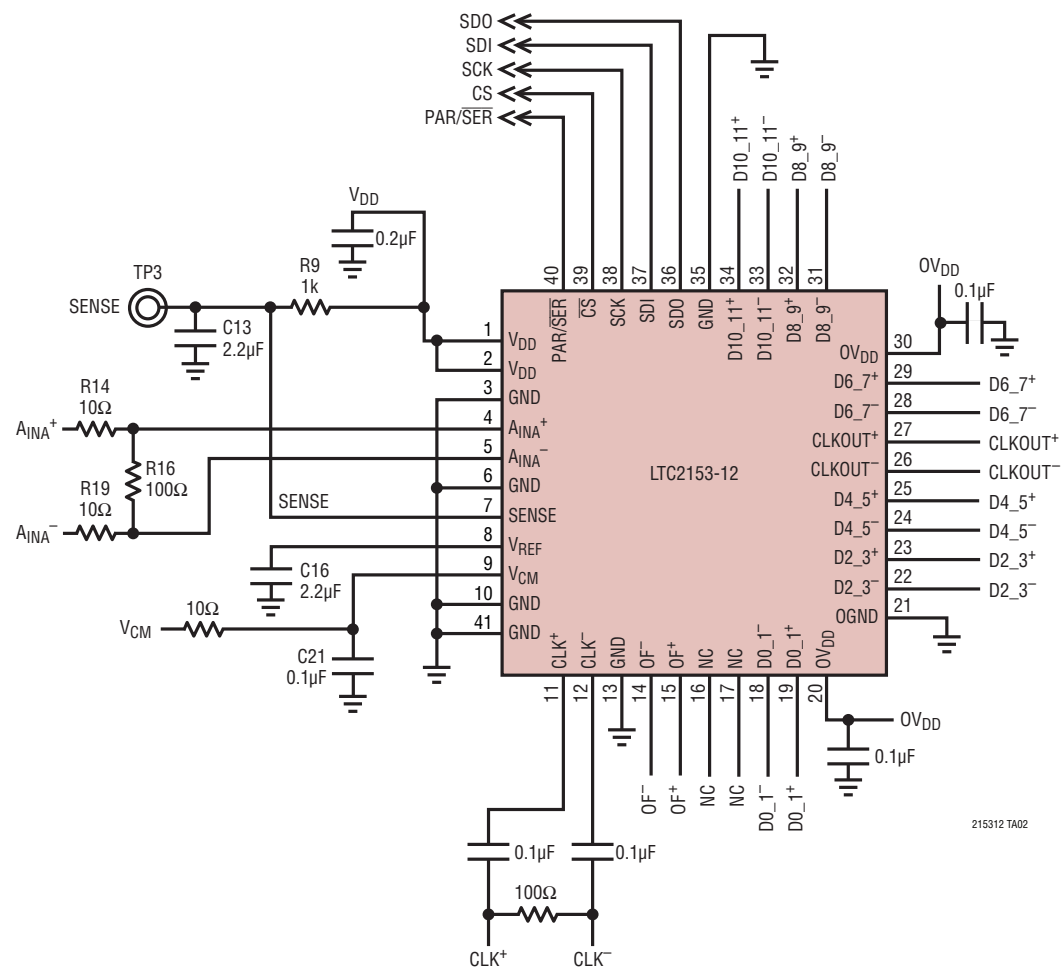 SDO
SDI
SCK
CS
PAR/SER
D10_11+
D10_11–
D8_9+
D8_9–
VDD
0.2µF
TP3
SENSE
R9
1k
C13
2.2µF
R14
10Ω
AINA+
R16
100Ω
R19
10Ω
AINA–
SENSE
C16
2.2µF
10Ω
VCM
C21
0.1µF
40
39
38
37
36
35
34
33
32
31
PAR/SER
CS
SCK
SDI
SDO
GND
D10_11+
D10_11–
D8_9+
D8_9–
1
VDD
2
VDD
3
GND
4
AINA+
5
AINA–
6
GND
7
SENSE
8
VREF
9
VCM
10
GND
41
GND
LTC2153-12
OVDD
0.1µF
OVDD
30
D6_7+
29
D6_7+
D6_7–
28
D6_7–
CLKOUT+
27
CLKOUT+
CLKOUT–
26
CLKOUT–
D4_5+
25
D4_5+
D4_5–
24
D4_5–
D2_3+
23
D2_3+
D2_3–
22
D2_3–
OGND
21
CLK+
CLK–
GND
OF–
OF+
NC
NC
D0_1–
D0_1+
OVDD
11
12
13
14
15
16
17
18
19
20
OVDD
0.1µF
OF–
OF+
NC
NC
D0_1–
D0_1+
215312 TA02
0.1µF
0.1µF
100Ω
CLK+
CLK–